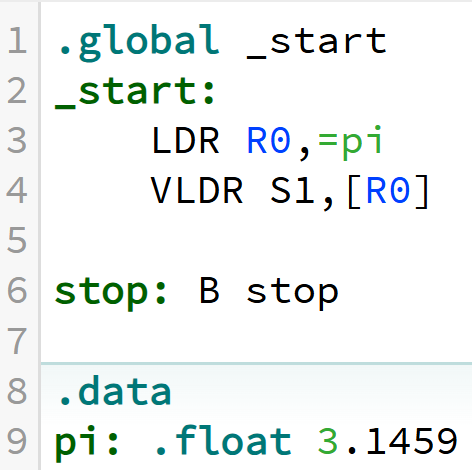 1 .global _start
2 _start:
3 LDR R0,=pi
4 VLDR S1,[R0]
5
6 stop: B stop
7
8 .data
9 pi: .float 3.1459